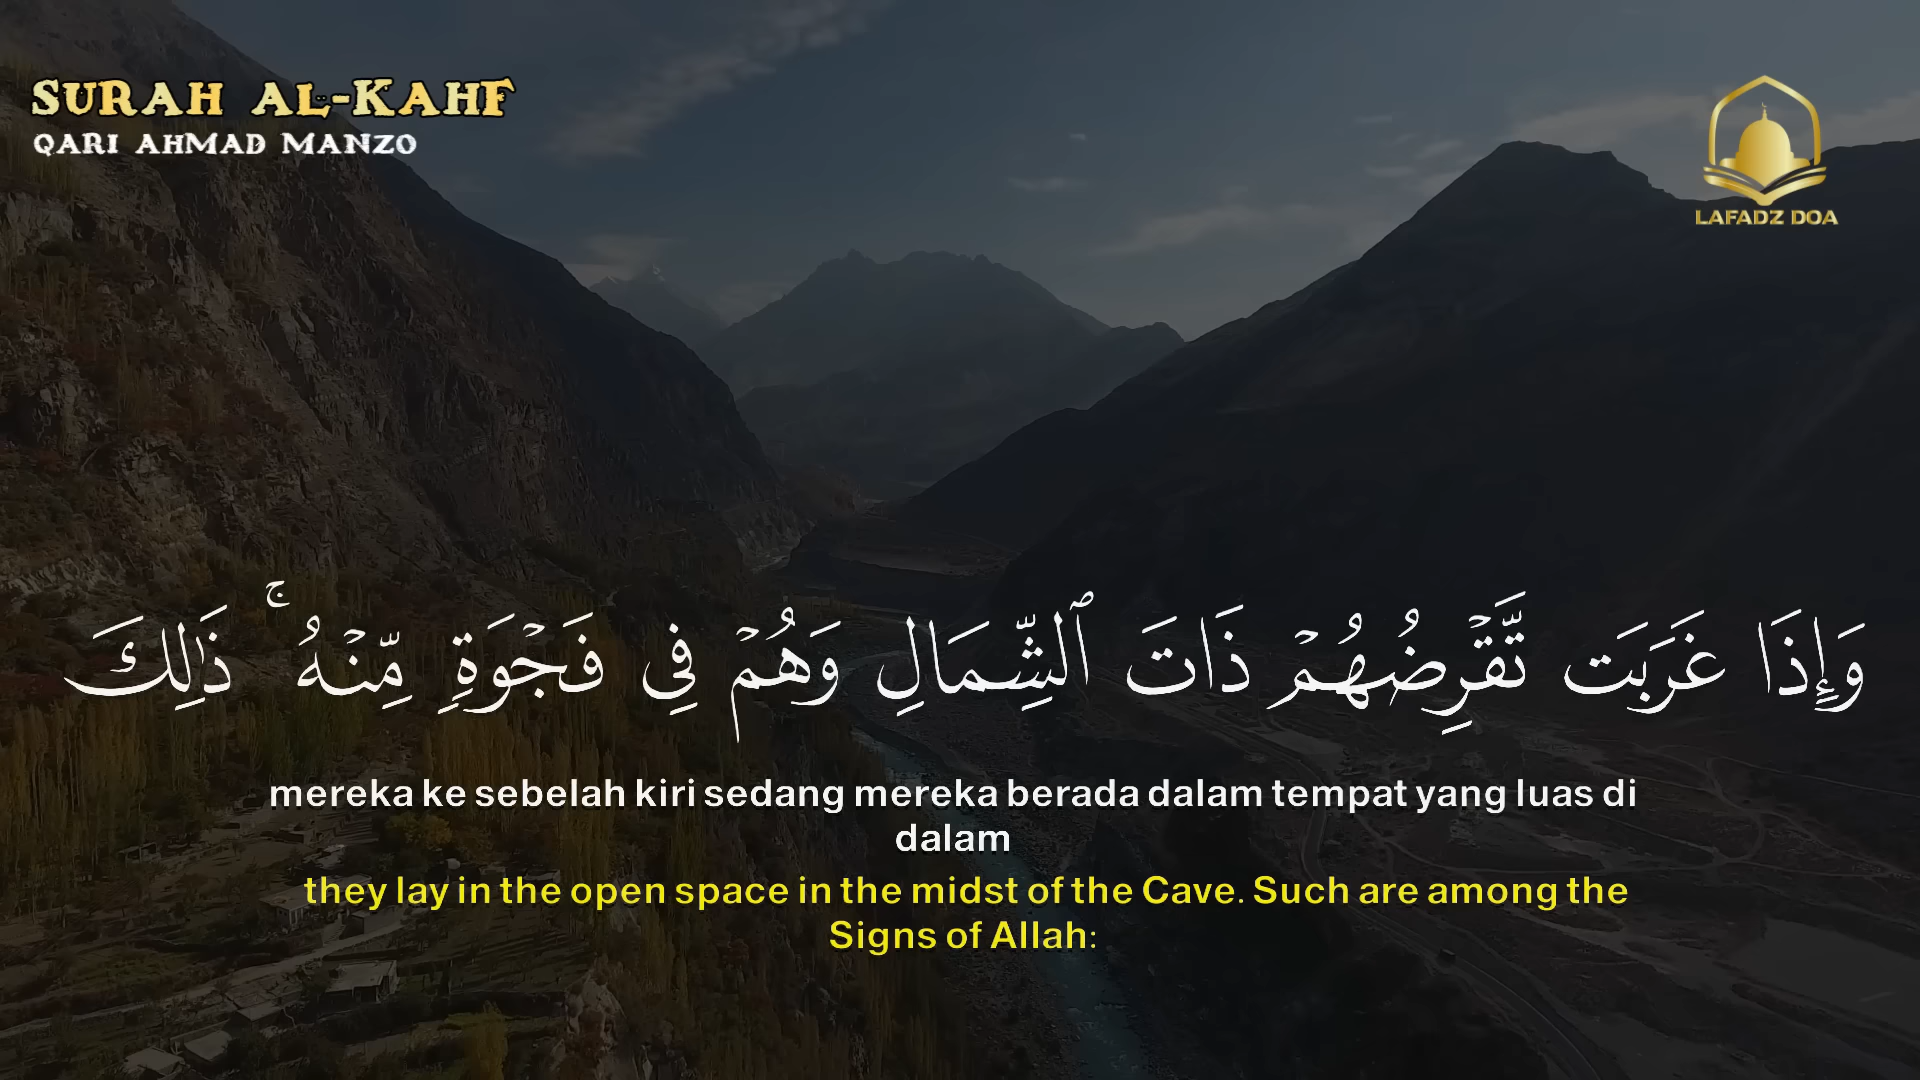 SURAH AL-KAHF
QARI AHMAD MANZO
LAFADZ DOA
وَإِذَا غَرَبَت تَّقْرِضُهُمْ ذَاتَ ٱلشِّمَالِ وَهُمْ فِي فَجْوَةٍ مِّنْهُ ۚ ذَٰلِكَ
mereka ke sebelah kiri sedang mereka berada dalam tempat yang luas di
dalam
they lay in the open space in the midst of the Cave. Such are among the
Signs of Allah: